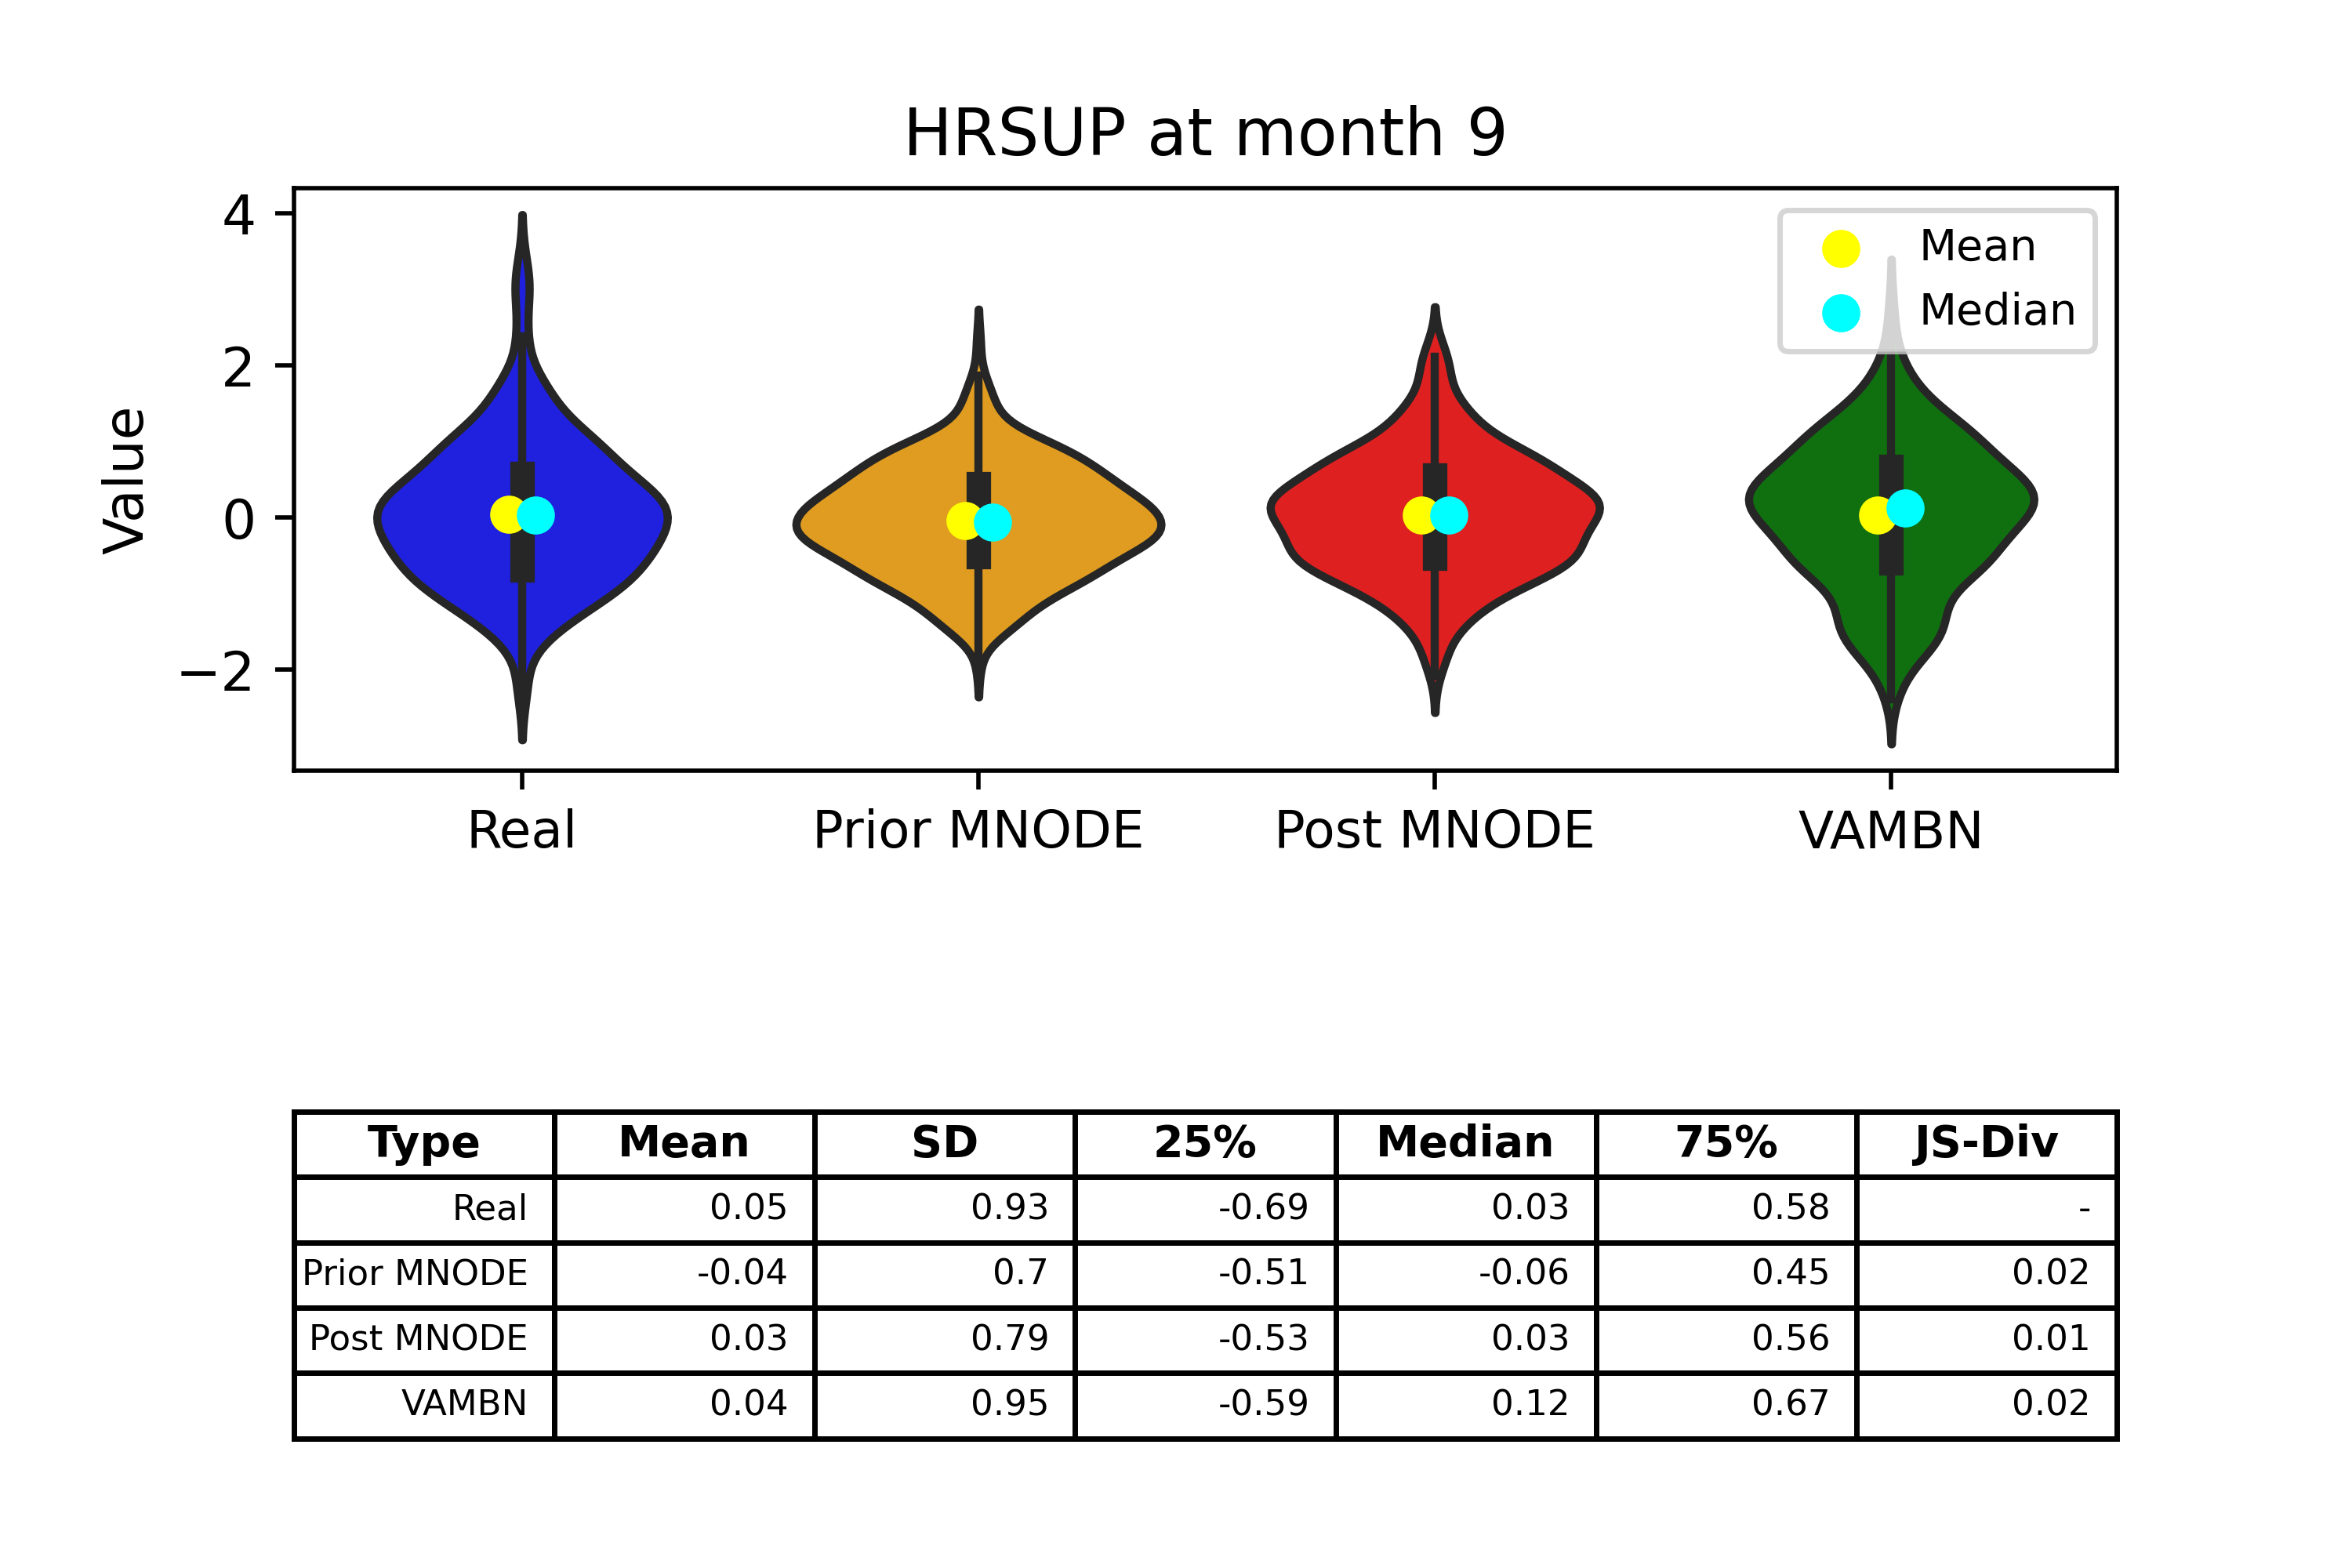 HRSUP at month 9
4
2
0
−2
Value
Mean
Median
Real Prior MNODE Post MNODE VAMBN
Type Mean SD 25% Median 75% JS-Div
Real 0.05 0.93 -0.69 0.03 0.58 -
Prior MNODE -0.04 0.7 -0.51 -0.06 0.45 0.02
Post MNODE 0.03 0.79 -0.53 0.03 0.56 0.01
VAMBN 0.04 0.95 -0.59 0.12 0.67 0.02